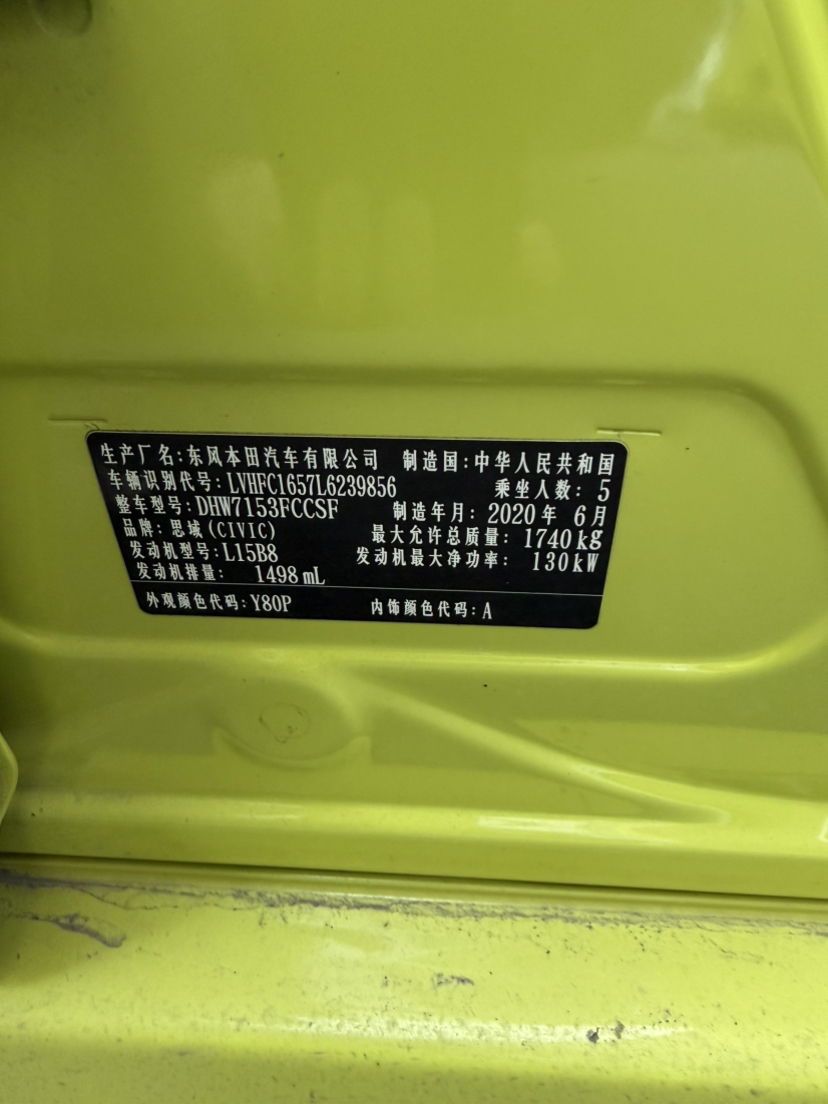 生产厂名:东风本田汽车有限公司 制造国:中华人民共和国
车辆识别代号:LVHFC1657L6239856 乘坐人数:5
整车型号:DHW7153FCCSF 制造年月:2020年 6月
品牌:思域(CIVIC) 最大允许总质量:1740kg
发动机型号:L15B8 发动机最大净功率:130kW
发动机排量: 1498mL
外观颜色代码:Y80P 内饰颜色代码:A